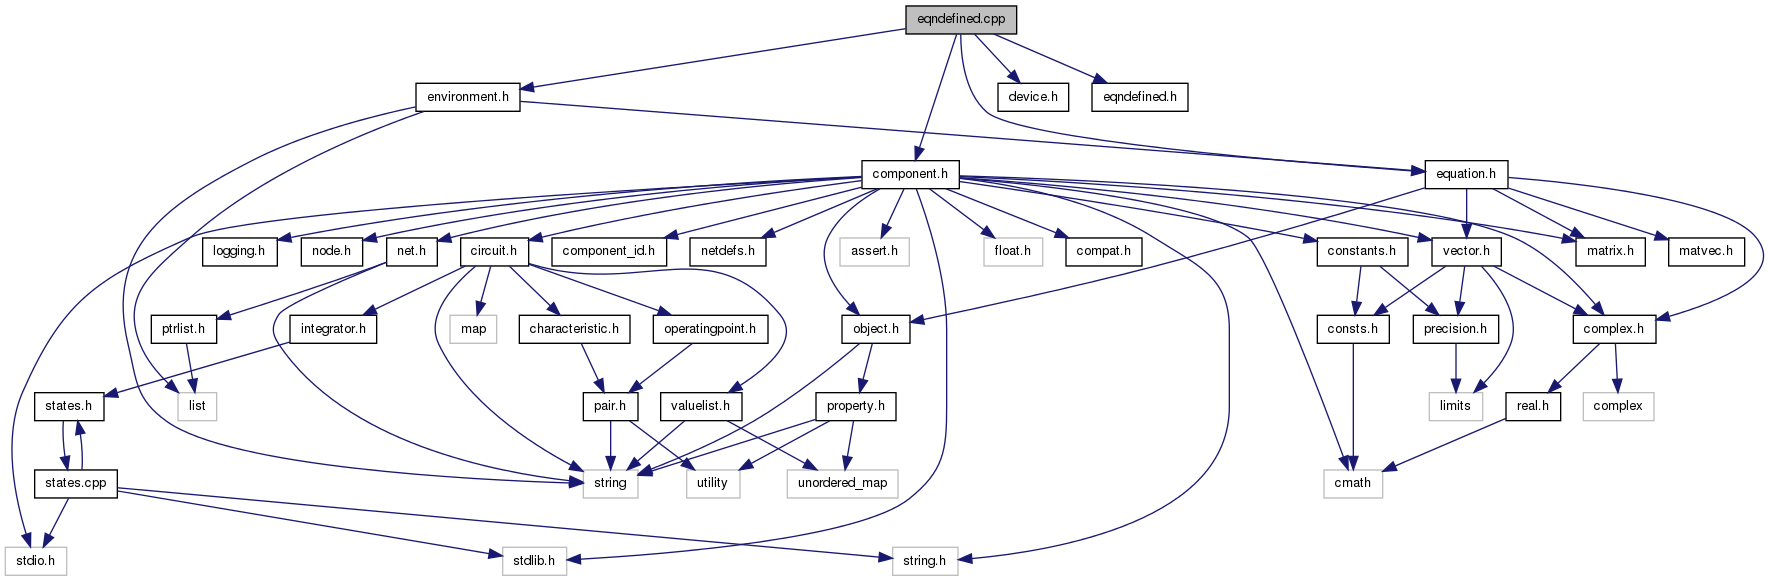 eqndefined.cpp
environment.h
device.h
eqndefined.h
component.h
equation.h
logging.h
node.h
net.h
circuit.h
component_id.h
netdefs.h
assert.h
float.h
compat.h
constants.h
vector.h
matrix.h
matvec.h
ptrlist.h
integrator.h
map
characteristic.h
operatingpoint.h
object.h
consts.h
precision.h
complex.h
states.h
list
pair.h
valuelist.h
property.h
limits
real.h
complex
states.cpp
string
utility
unordered_map
cmath
stdio.h
stdlib.h
string.h